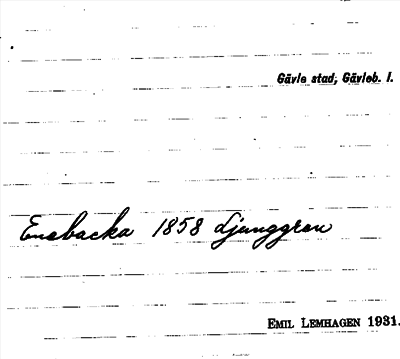 Gävle stad, Gävleb. l.
Enebacka 1858 Ljunggren
EMIL LEMHAGEN 1931.